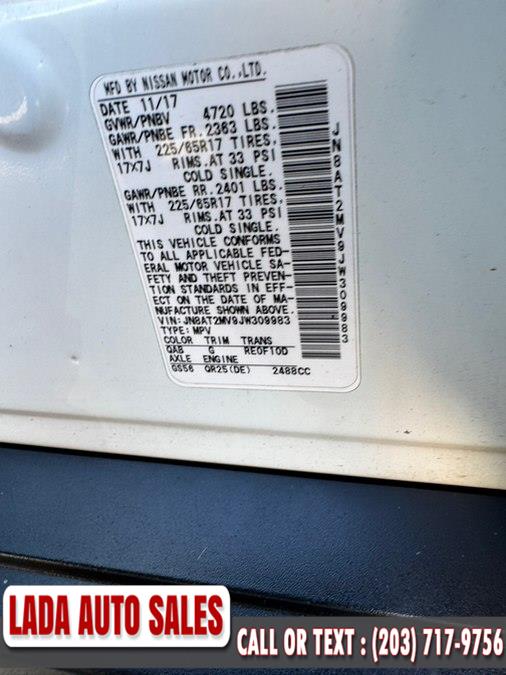 MFD BY NISSAN MOTOR CO.,LTD.
DATE 11/17
GVWR/PNBV 4720 LBS.
GAWR/PNBE FR.2363 LBS.
WITH 225/65R17 TIRES,
17X7J RIMS.AT 33 PSI
COLD SINGLE.
GAWR/PNBE RR.2401 LBS.
WITH 225/65R17 TIRES,
17X7J RIMS.AT 33 PSI
COLD SINGLE.
THIS VEHICLE CONFORMS
TO ALL APPLICABLE FED-
ERAL MOTOR VEHICLE SA-
FETY AND THEFT PREVEN-
TION STANDARDS IN EFF-
ECT ON THE DATE OF MA-
NUFACTURE SHOWN ABOVE.
VIN:JN8AT2MV9JW309983
TYPE: MPV
COLOR TRIM TRANS
QAB G RE0F10D
AXLE ENGINE
GS56 QR25(DE) 2488CC
JN8AT2MV9JW309983
LADA AUTO SALES
CALL OR TEXT : (203) 717-9756